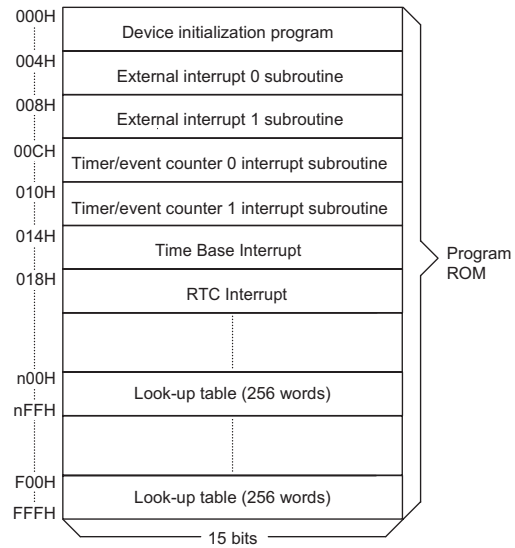 000H
Device initialization program
004H
External interrupt 0 subroutine
008H
External interrupt 1 subroutine
00CH
Timer/event counter 0 interrupt subroutine
010H
Timer/event counter 1 interrupt subroutine
014H
Time Base Interrupt
018H
RTC Interrupt
Program
ROM
n00H
Look-up table (256 words)
nFFH
F00H
Look-up table (256 words)
FFFH
15 bits